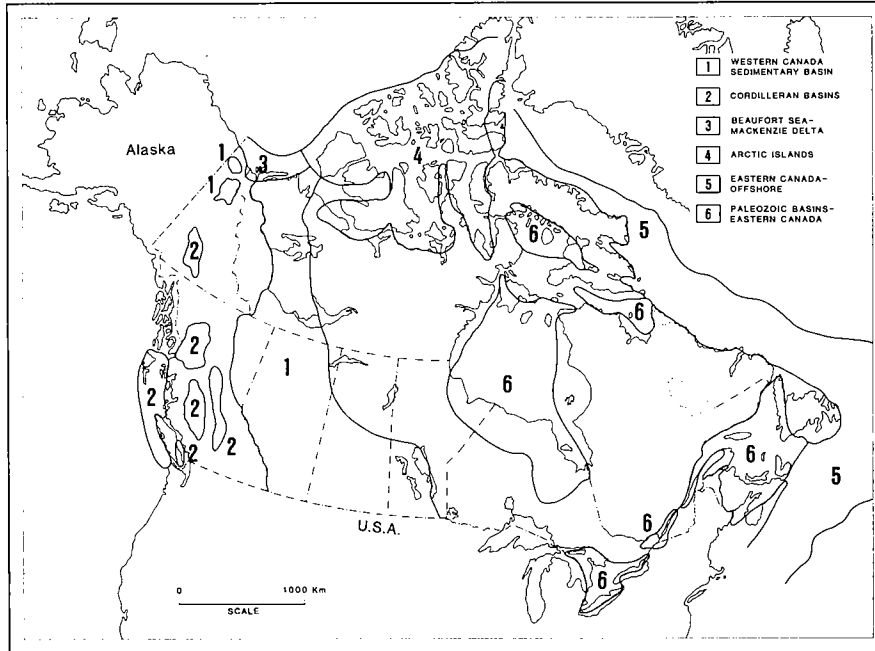 1 WESTERN CANADA
SEDIMENTARY BASIN
2 CORDILLERAN BASINS
3 BEAUFORT SEA-
MACKENZIE DELTA
4 ARCTIC ISLANDS
5 EASTERN CANADA-
OFFSHORE
6 PALEOZOIC BASINS-
EASTERN CANADA
Alaska
1
3
4
1
6
5
2
6
2
1
6
2
2
2
2
6
5
U.S.A.
6
6
0 1000 Km
SCALE